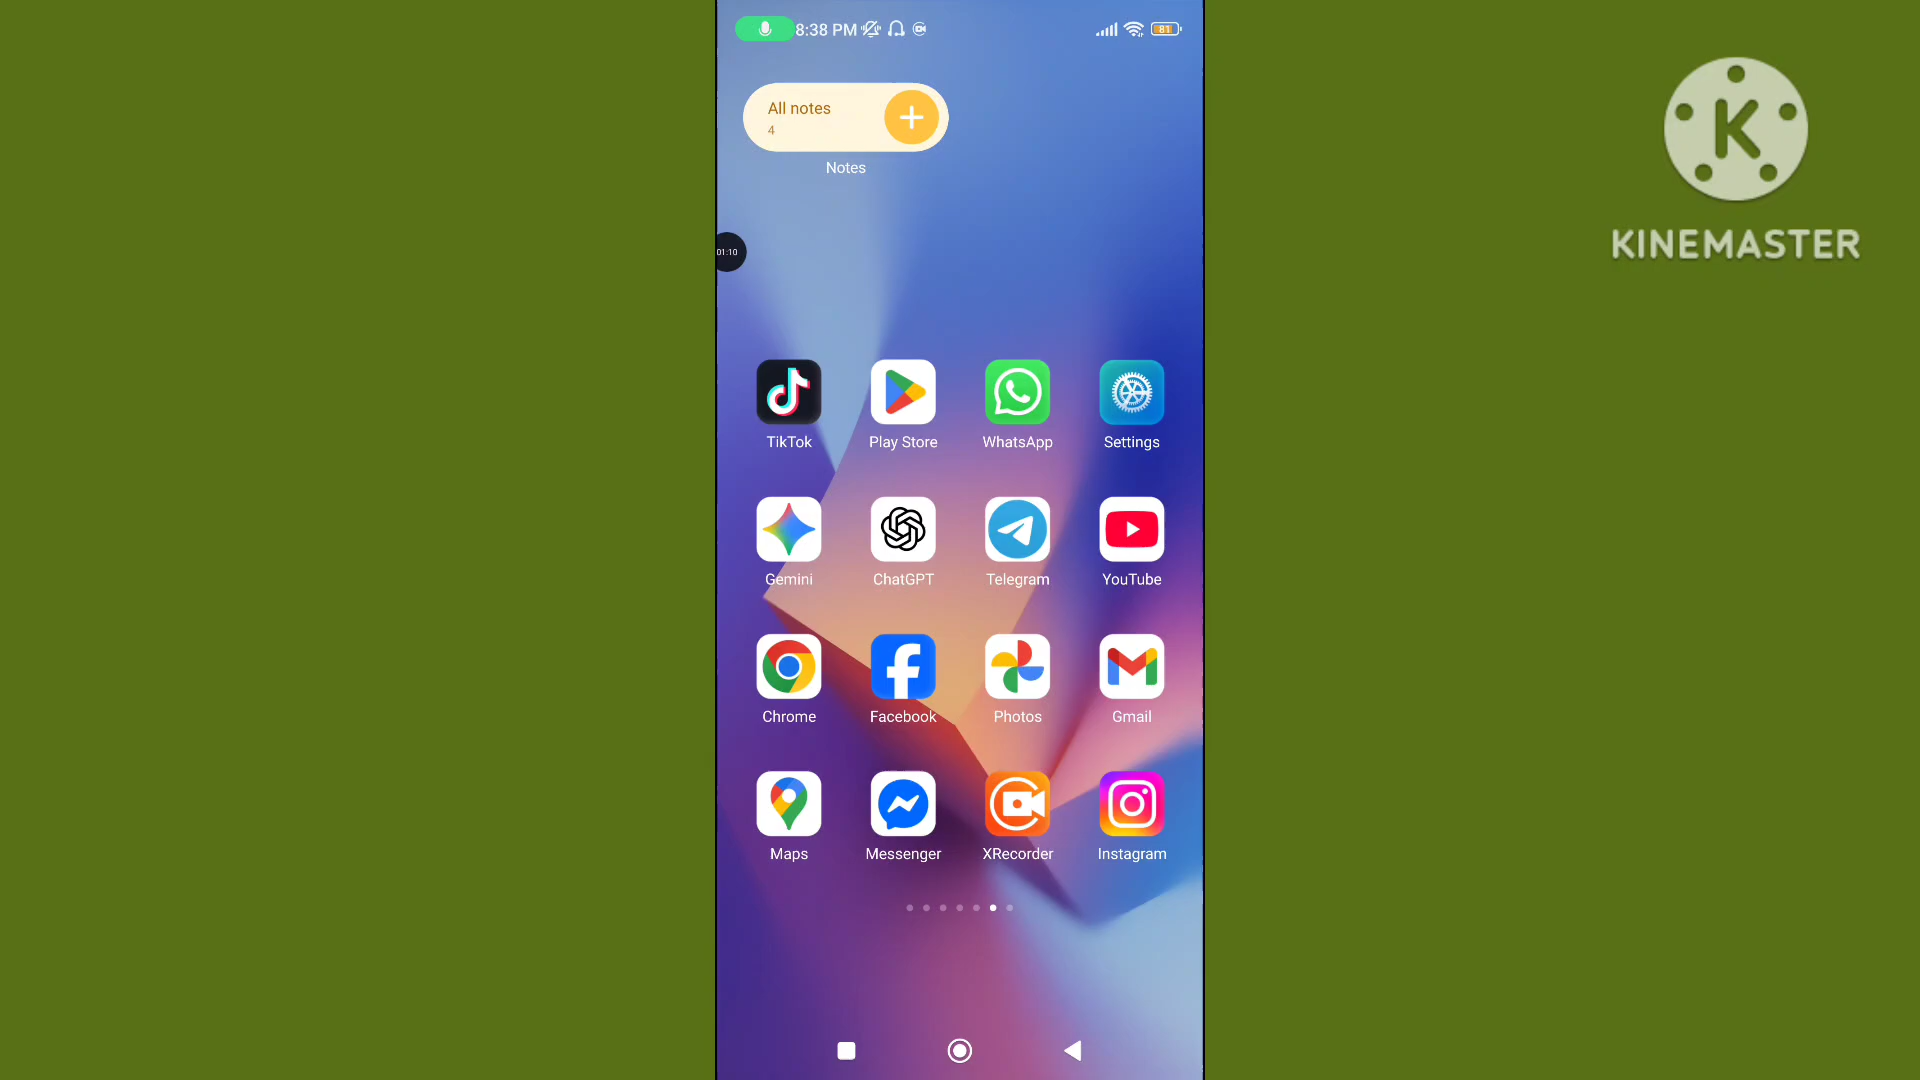 8:38 PM
81
All notes
4
Notes
01:10
K
KINEMASTER
TikTok
Play Store
WhatsApp
Settings
Gemini
ChatGPT
Telegram
YouTube
Chrome
Facebook
Photos
Gmail
Maps
Messenger
XRecorder
Instagram